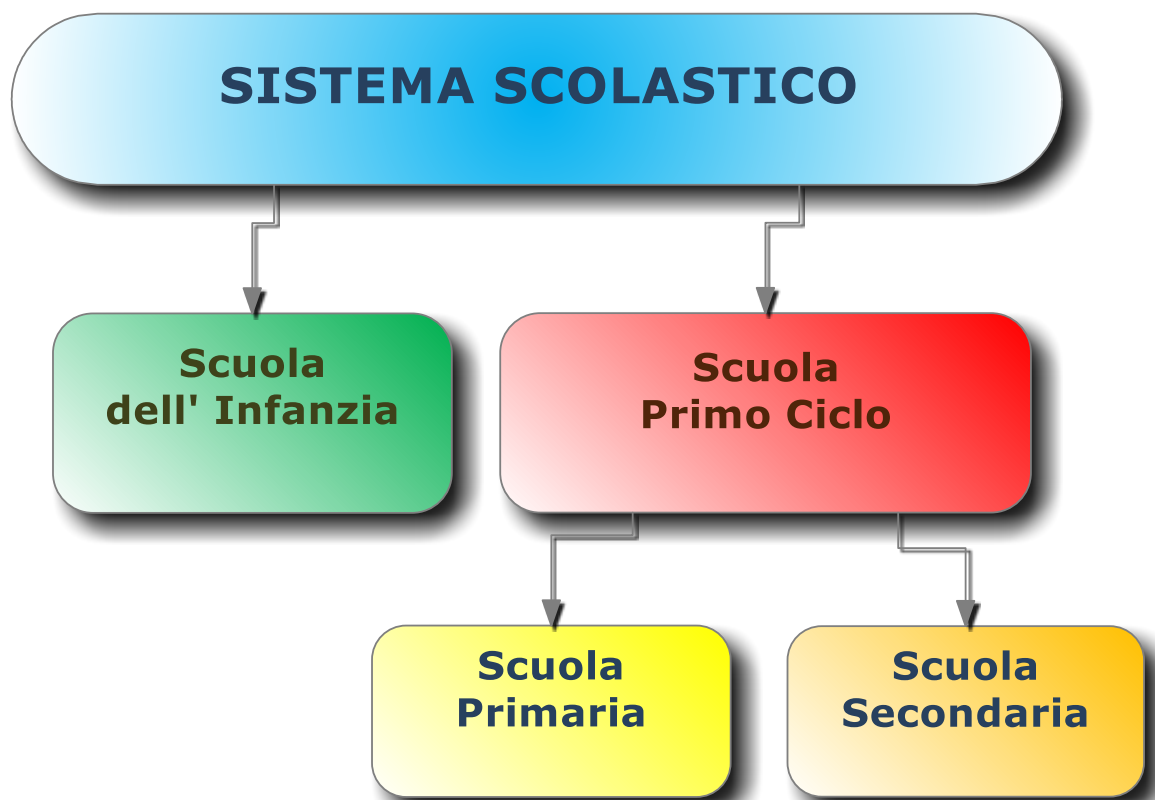 SISTEMA SCOLASTICO
Scuola
dell' Infanzia
Scuola
Primo Ciclo
Scuola
Primaria
Scuola
Secondaria